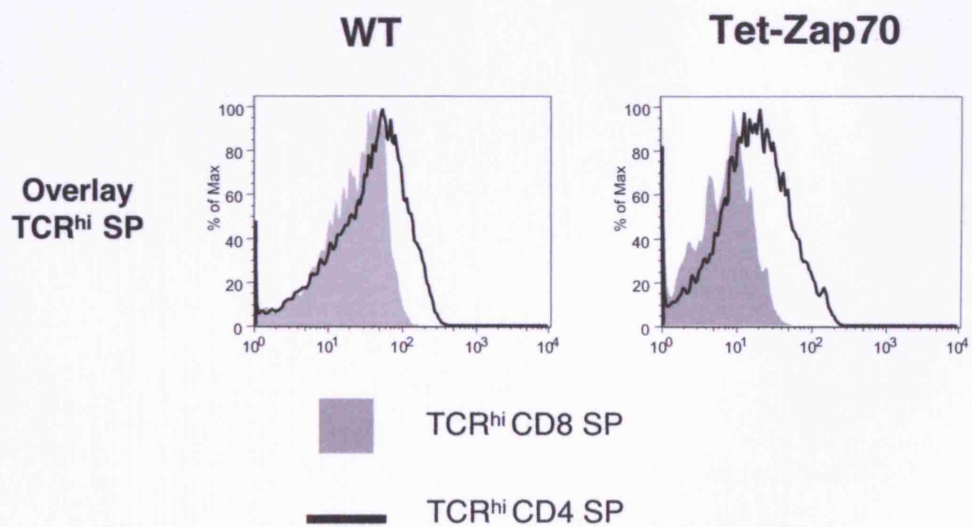 WT
Tet-Zap70
Overlay
TCRhi SP
% of Max
100
80
60
40
20
0
10⁰ 10¹ 10² 10³ 10⁴
% of Max
100
80
60
40
20
0
10⁰ 10¹ 10² 10³ 10⁴
TCRhi CD8 SP
TCRhi CD4 SP